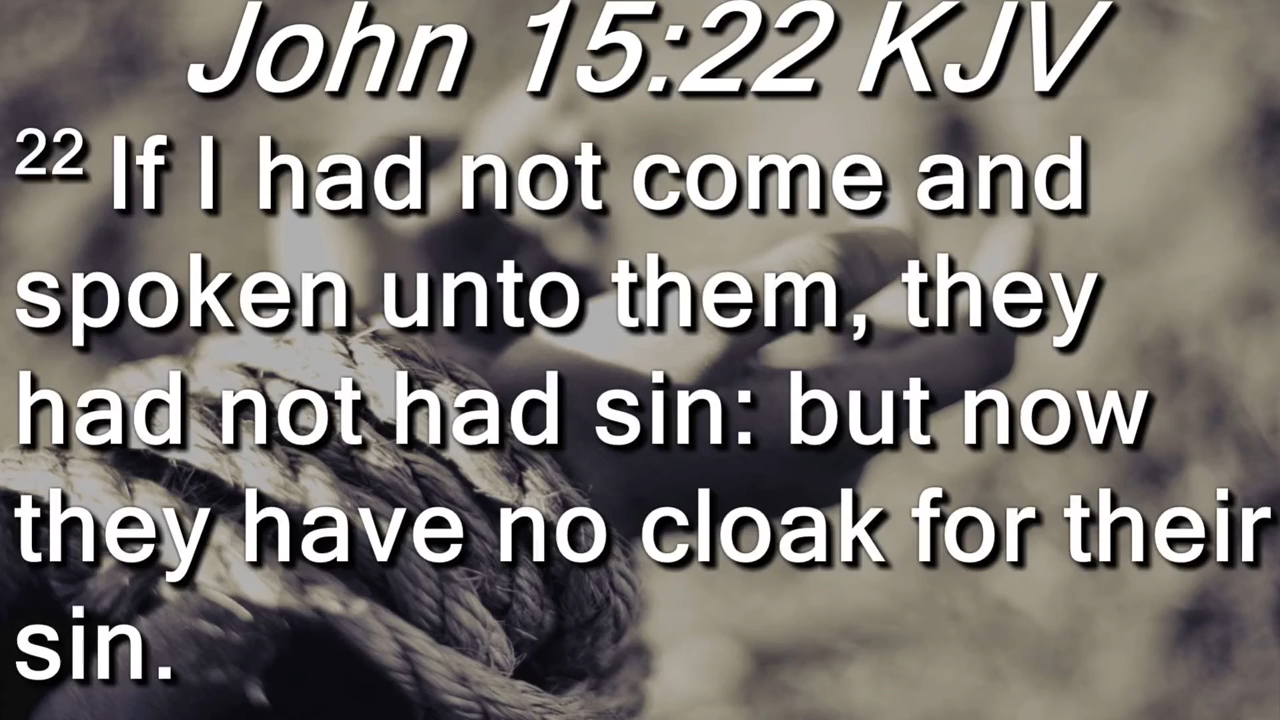 John 15:22 KJV
22 If I had not come and
spoken unto them, they
had not had sin: but now
they have no cloak for their
sin.